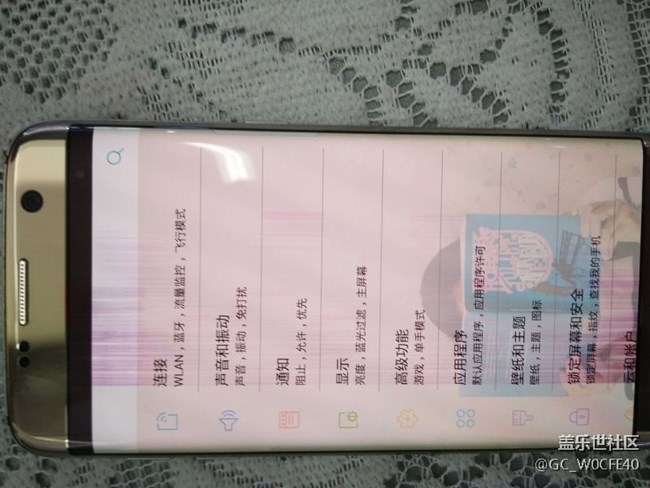 连接
WLAN，蓝牙，流量监控，飞行模式
声音和振动
声音，振动，免打扰
通知
阻止，允许，优先
显示
亮度，蓝光过滤，主屏幕
高级功能
游戏，单手模式
应用程序
默认应用程序，应用程序许可
壁纸和主题
壁纸，主题，图标
锁定屏幕和安全
锁定屏幕，指纹，查找我的手机
云和帐户
盖乐世社区
@GC_W0CFE40